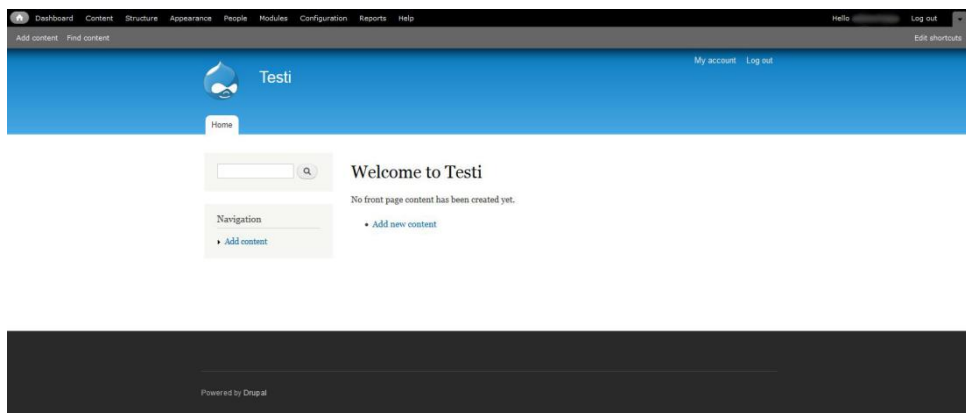 Dashboard Content Structure Appearance People Modules Configuration Reports Help Hello Log out
Add content Find content Edit shortcuts
My account Log out
Testi
Home
Welcome to Testi
No front page content has been created yet.
Navigation
Add new content
Add content
Powered by Drupal